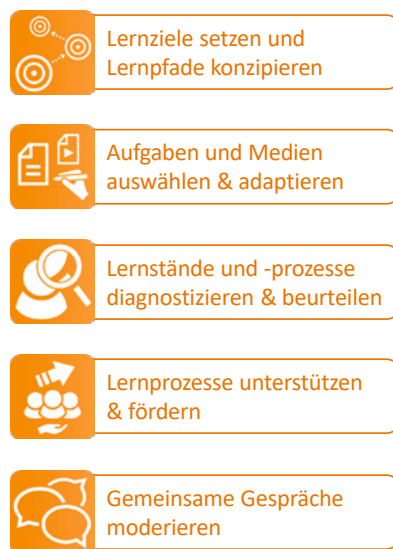 Lernziele setzen und
Lernpfade konzipieren
Aufgaben und Medien
auswählen & adaptieren
Lernstände und -prozesse
diagnostizieren & beurteilen
Lernprozesse unterstützen
& fördern
Gemeinsame Gespräche
moderieren